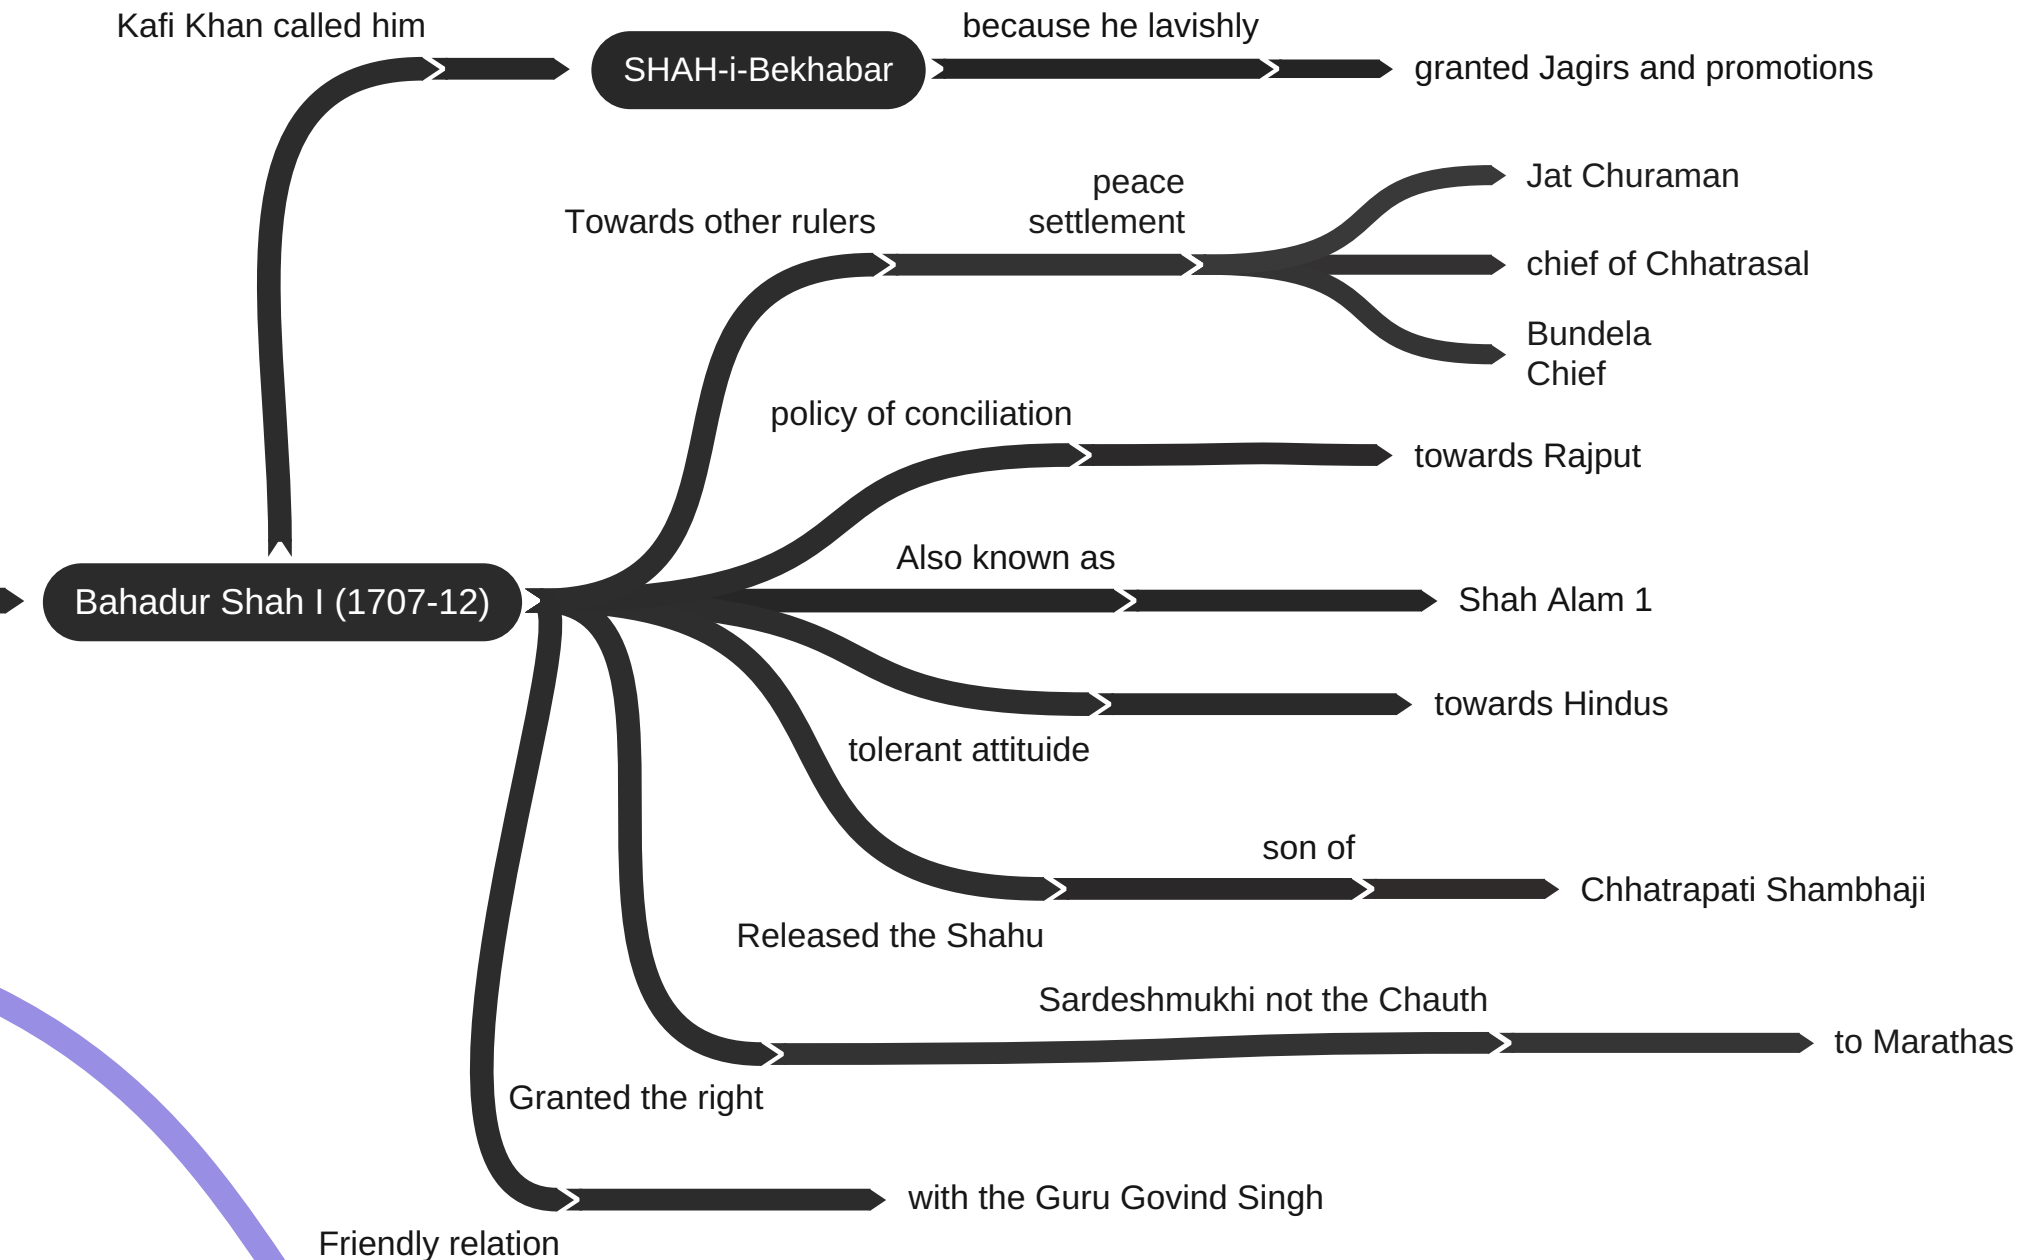 Kafi Khan called him
SHAH-i-Bekhabar
because he lavishly
granted Jagirs and promotions
Towards other rulers
peace
settlement
Jat Churaman
chief of Chhatrasal
Bundela
Chief
policy of conciliation
towards Rajput
Bahadur Shah I (1707-12)
Also known as
Shah Alam 1
towards Hindus
tolerant attituide
son of
Chhatrapati Shambhaji
Released the Shahu
Sardeshmukhi not the Chauth
to Marathas
Granted the right
with the Guru Govind Singh
Friendly relation